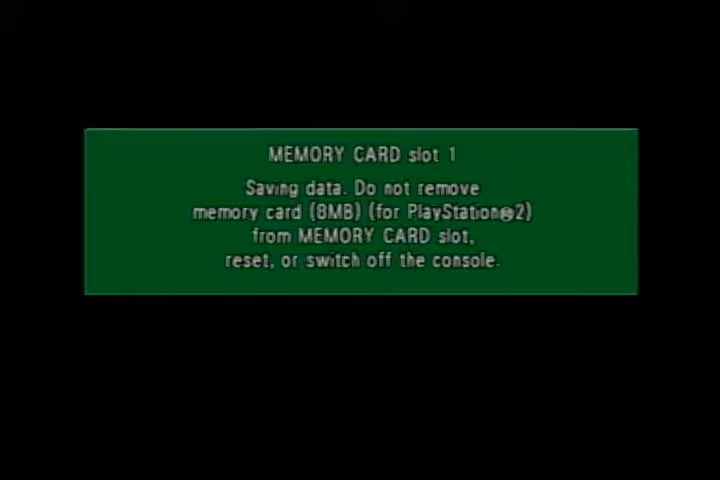 MEMORY CARD slot 1
Saving data. Do not remove
memory card (8MB) (for PlayStation®2)
from MEMORY CARD slot,
reset, or switch off the console.